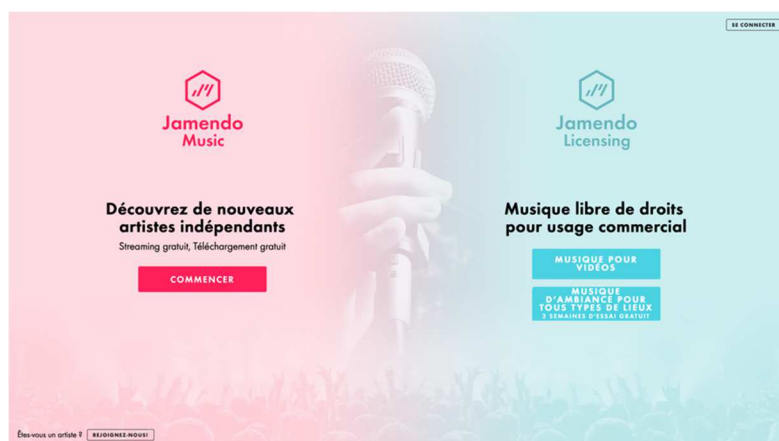 SE CONNECTER
Jamendo
Music
Découvrez de nouveaux
artistes indépendants
Streaming gratuit, Téléchargement gratuit
COMMENCER
Jamendo
Licensing
Musique libre de droits
pour usage commercial
MUSIQUE POUR
VIDÉOS
MUSIQUE
D'AMBIANCE POUR
TOUS TYPES DE LIEUX
2 SEMAINES D'ESSAI GRATUIT
Êtes-vous un artiste ? REJOIGNEZ-NOUS!